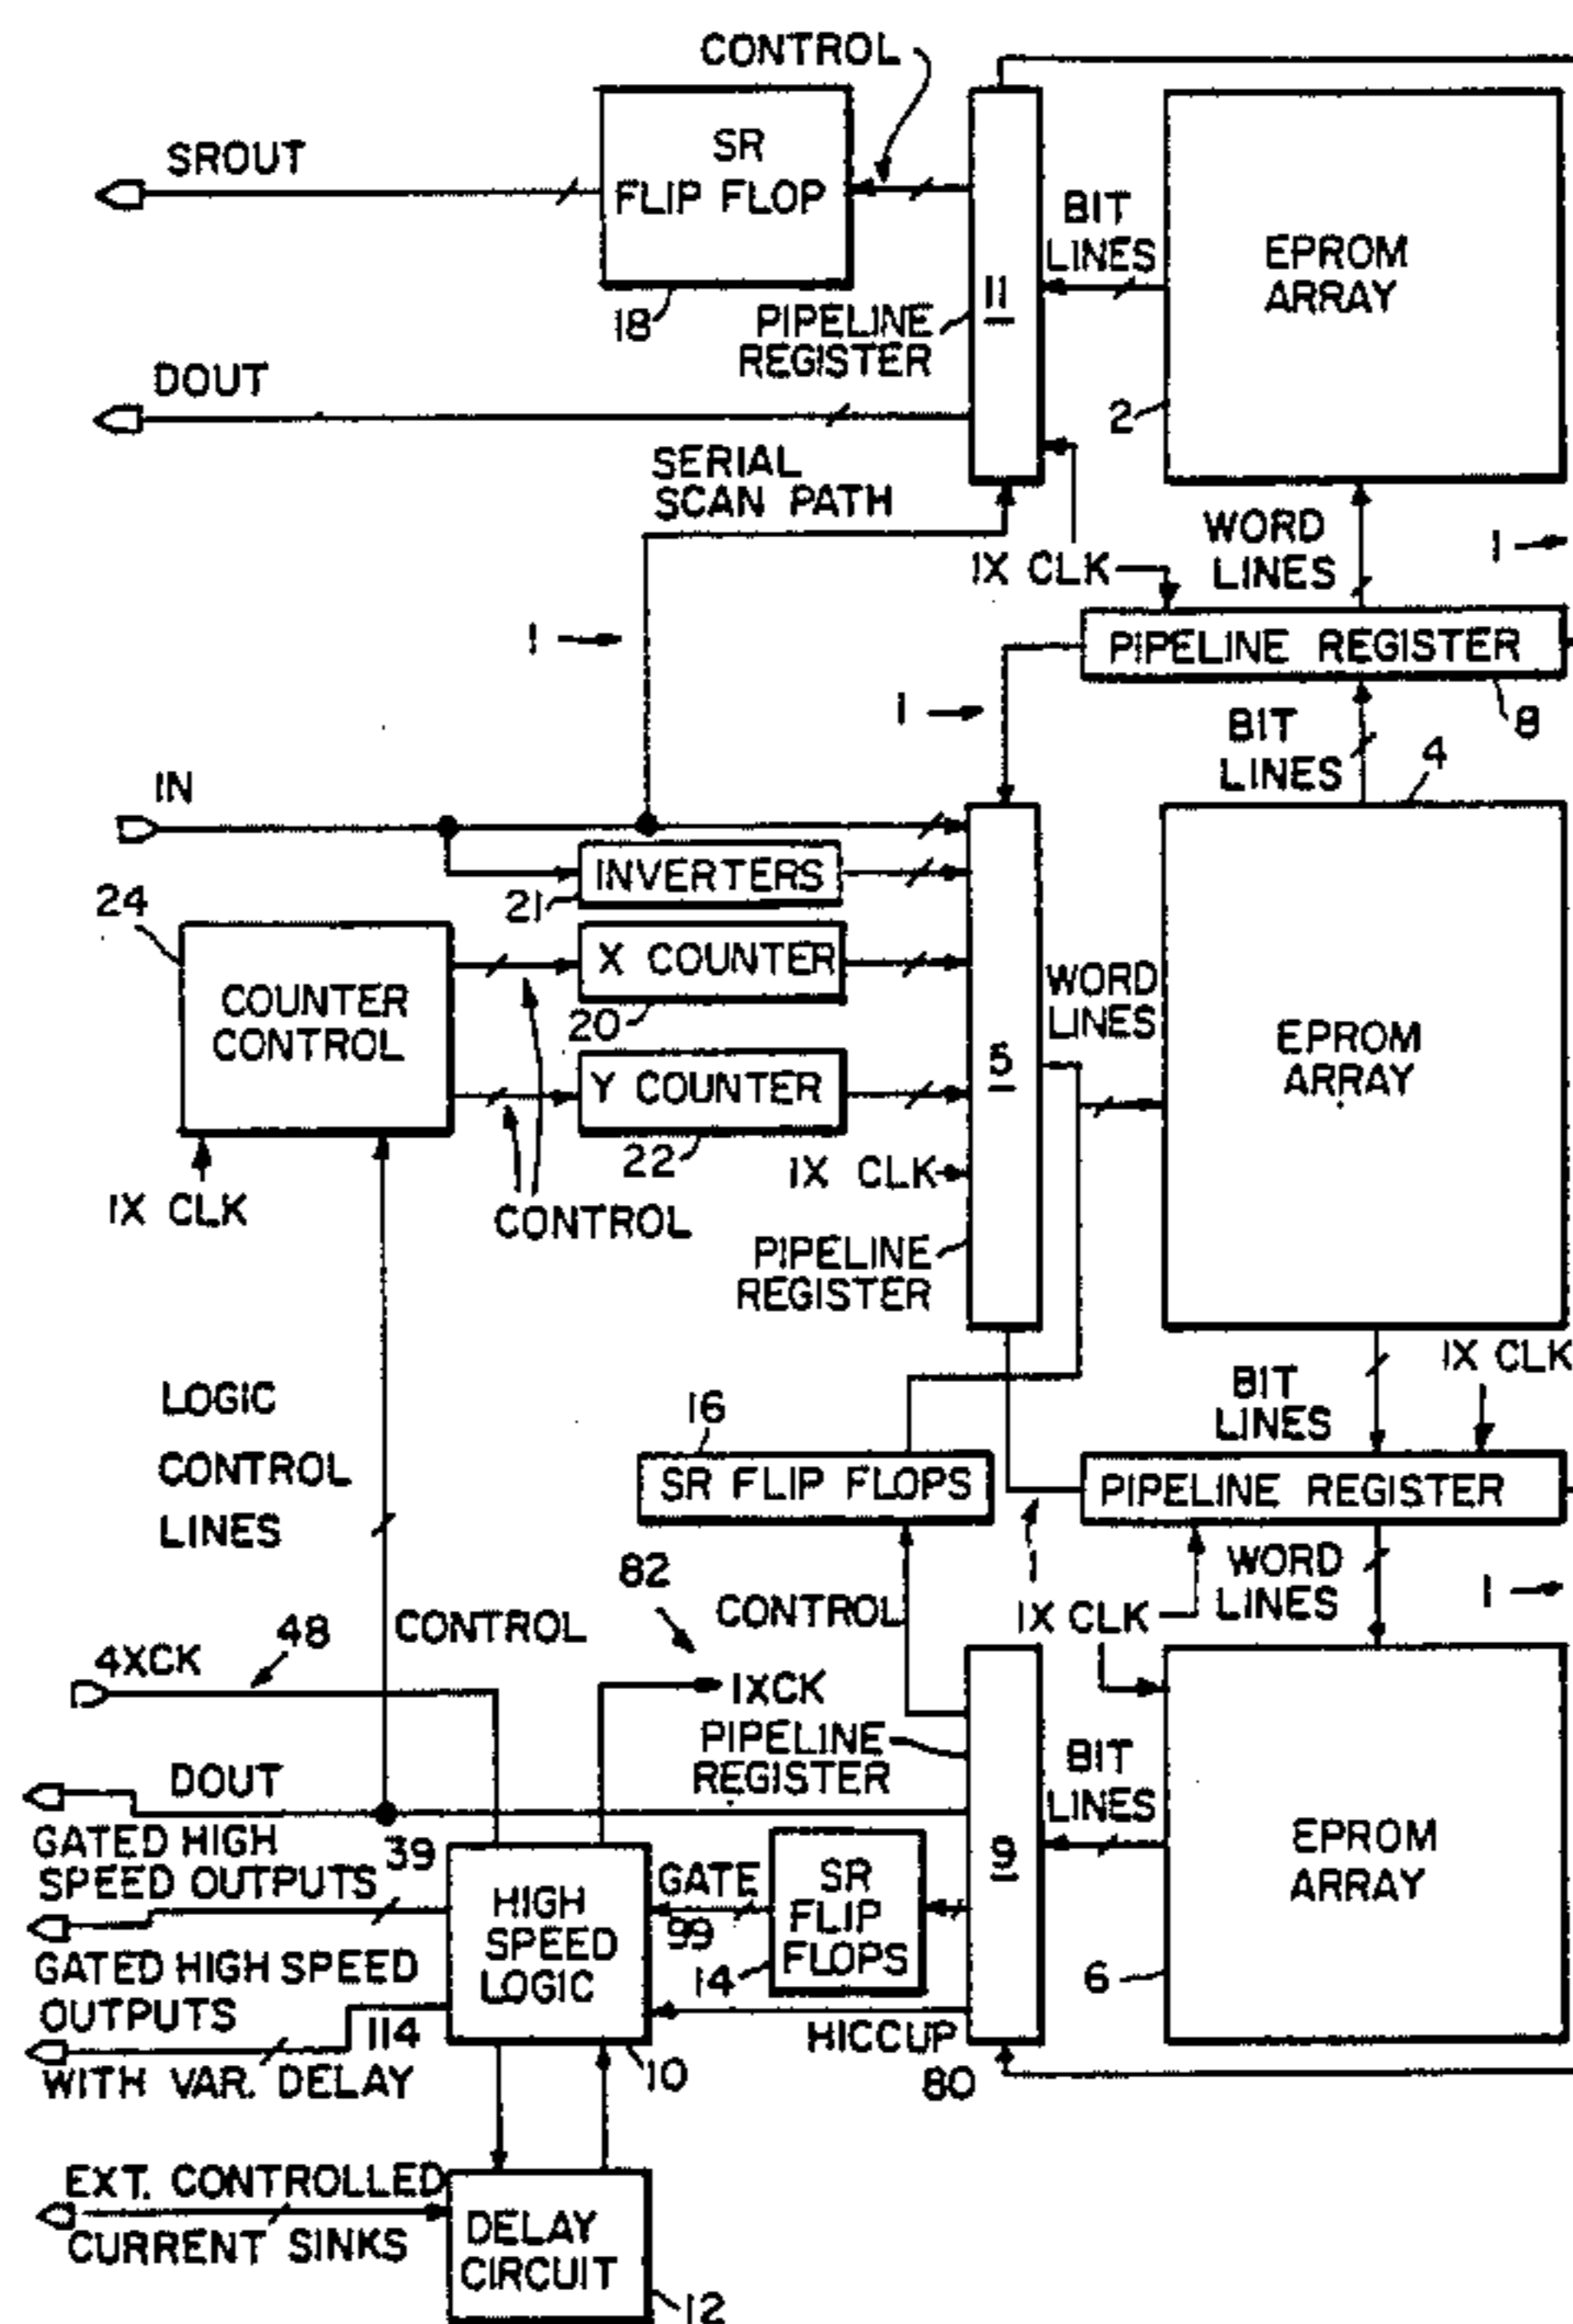 CONTROL
SROUT
SR
FLIP FLOP
18
PIPELINE
REGISTER
11
BIT
LINES
EPROM
ARRAY
2
DOUT
SERIAL
SCAN PATH
1X CLK
WORD
LINES
1
1
PIPELINE REGISTER
8
1
BIT
LINES
4
IN
INVERTERS
21
24
COUNTER
CONTROL
X COUNTER
20
Y COUNTER
22
1X CLK
CONTROL
1X CLK
PIPELINE
REGISTER
5
WORD
LINES
EPROM
ARRAY
LOGIC
CONTROL
LINES
16
SR FLIP FLOPS
BIT
LINES
1X CLK
PIPELINE REGISTER
1
1X CLK
WORD
LINES
1
82
CONTROL
CONTROL
48
4XCK
1XCK
PIPELINE
REGISTER
9
BIT
LINES
EPROM
ARRAY
6
DOUT
39
GATED HIGH
SPEED OUTPUTS
HIGH
SPEED
LOGIC
10
GATE
99
SR
FLIP
FLOPS
14
GATED HIGH SPEED
OUTPUTS
114
WITH VAR. DELAY
HICCUP
80
EXT. CONTROLLED
CURRENT SINKS
DELAY
CIRCUIT
12